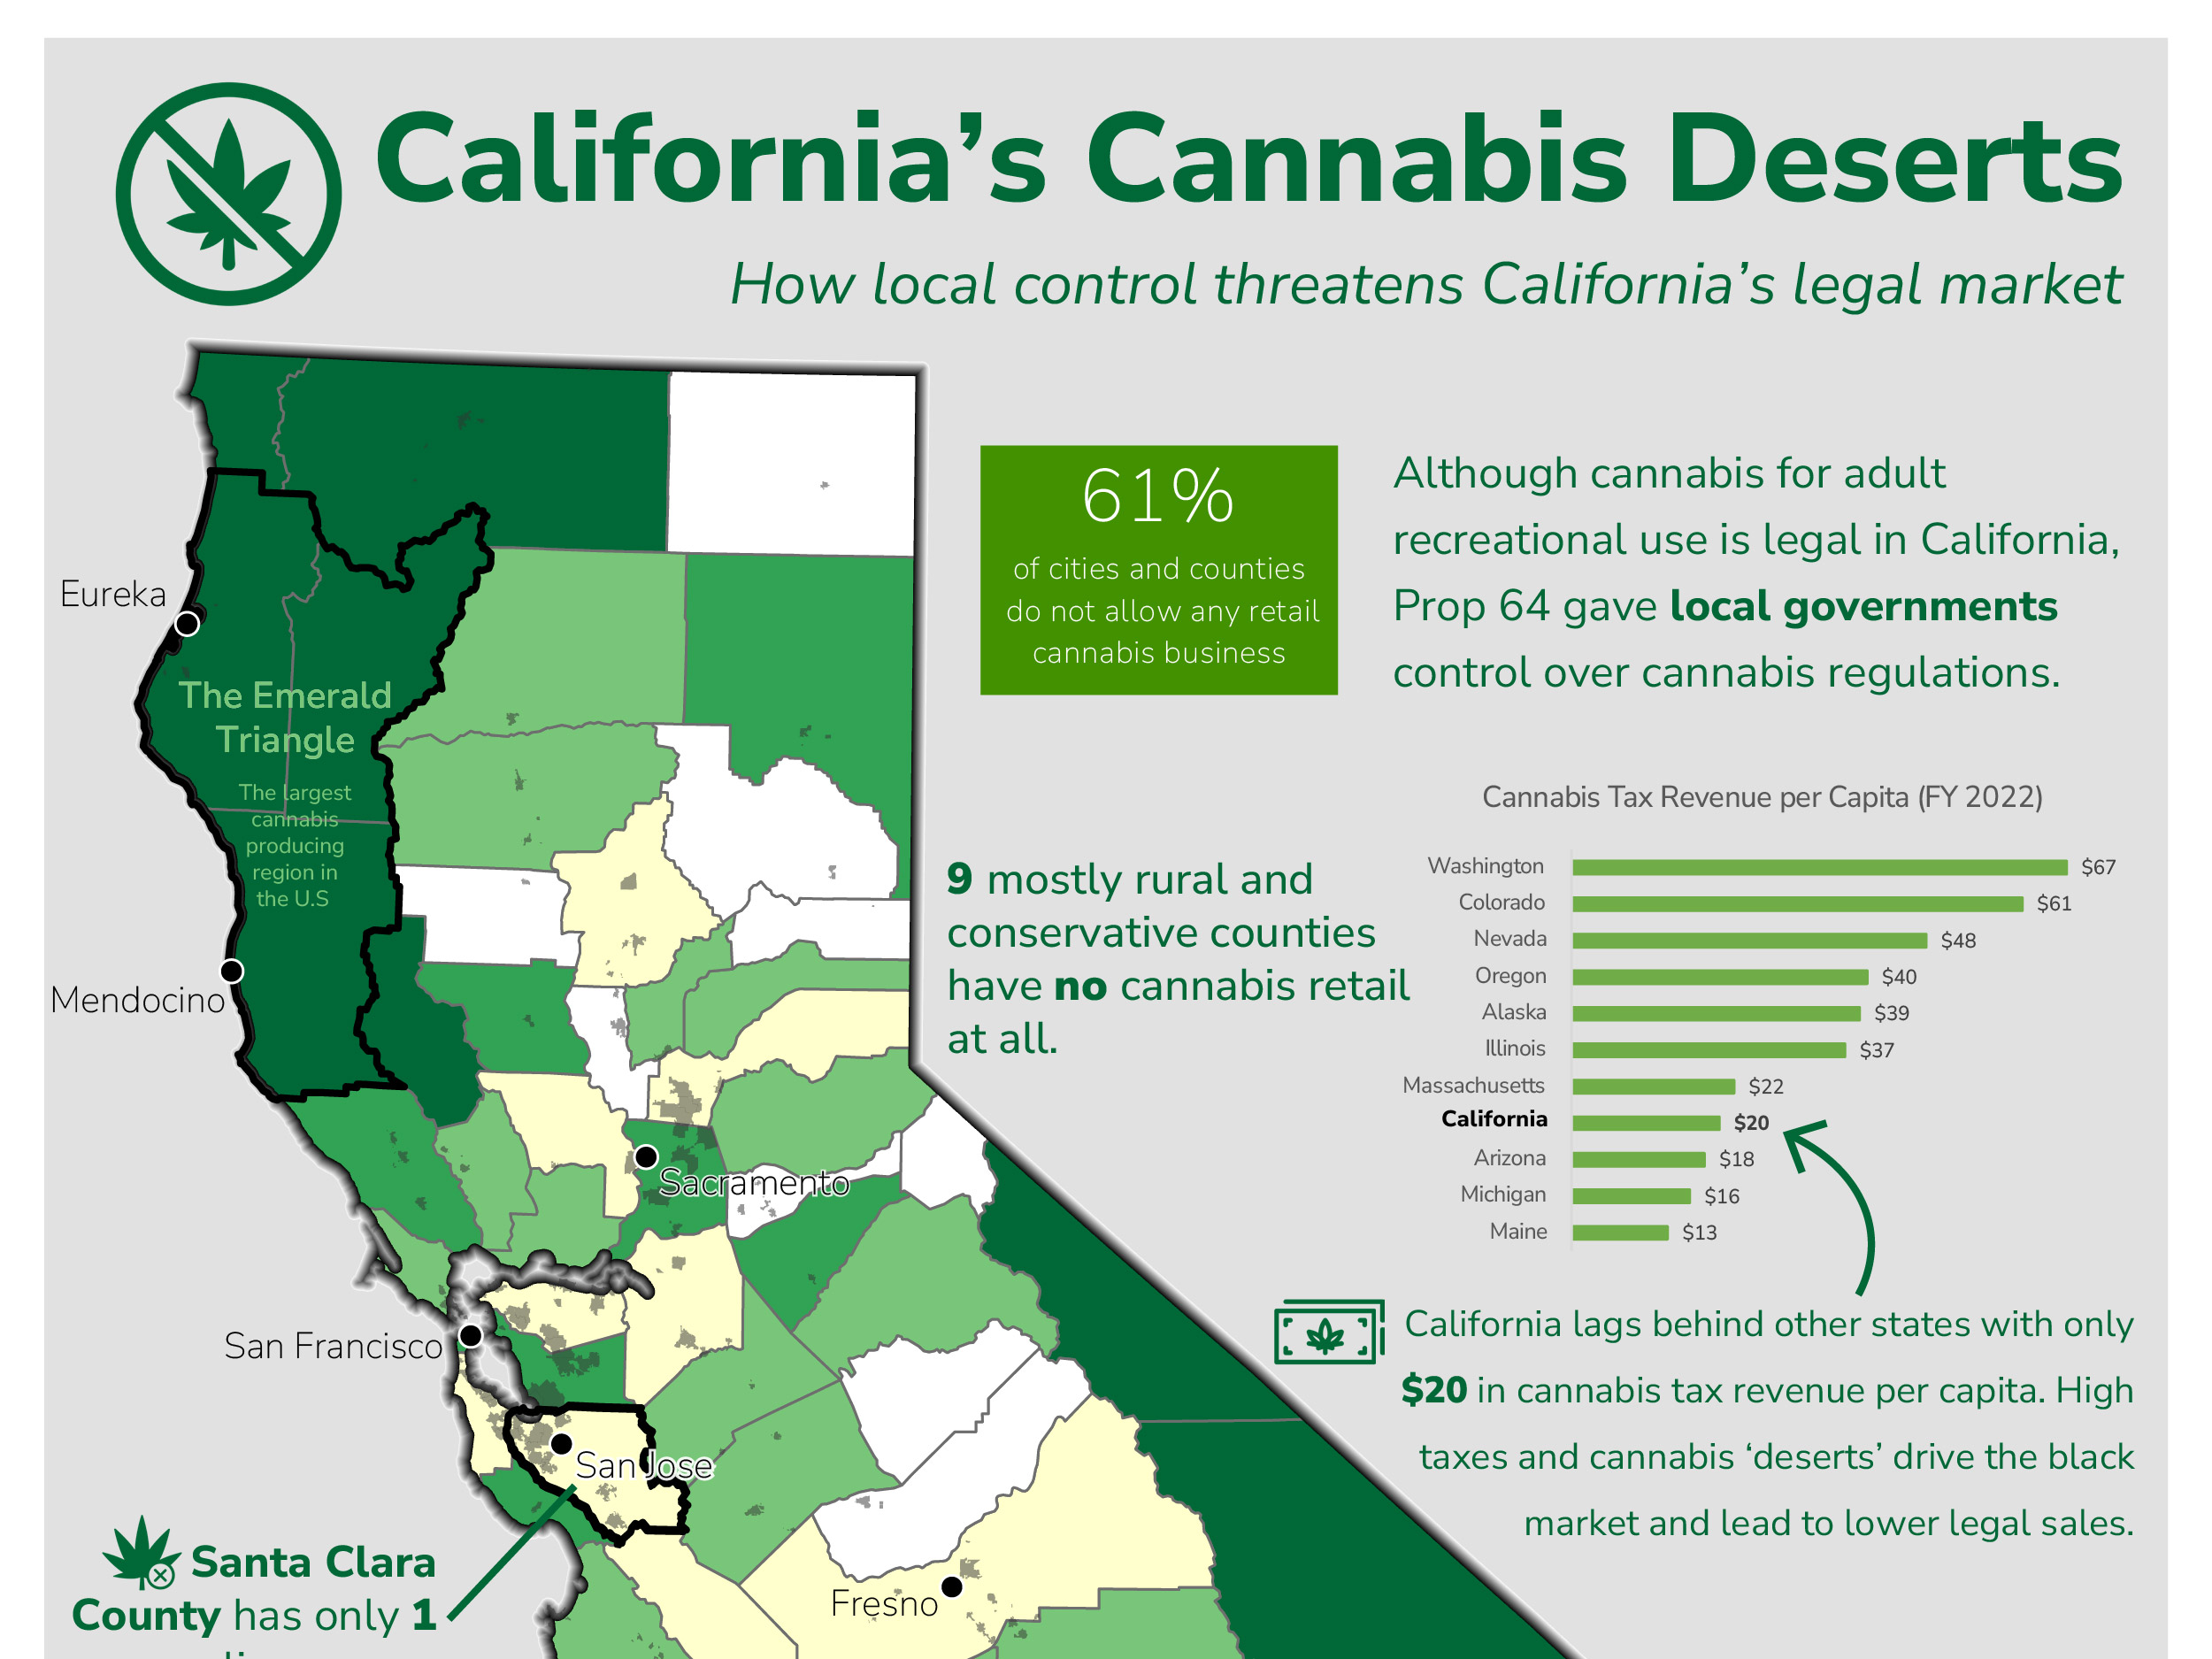 California’s Cannabis Deserts
How local control threatens California’s legal market
Eureka
The Emerald
Triangle
The largest
cannabis
producing
region in
the U.S
Mendocino
Sacramento
San Francisco
San Jose
Fresno
61%
of cities and counties
do not allow any retail
cannabis business
Although cannabis for adult
recreational use is legal in California,
Prop 64 gave local governments
control over cannabis regulations.
9 mostly rural and
conservative counties
have no cannabis retail
at all.
Cannabis Tax Revenue per Capita (FY 2022)
Washington $67
Colorado $61
Nevada $48
Oregon $40
Alaska $39
Illinois $37
Massachusetts $22
California $20
Arizona $18
Michigan $16
Maine $13
California lags behind other states with only
$20 in cannabis tax revenue per capita. High
taxes and cannabis ‘deserts’ drive the black
market and lead to lower legal sales.
Santa Clara
County has only 1